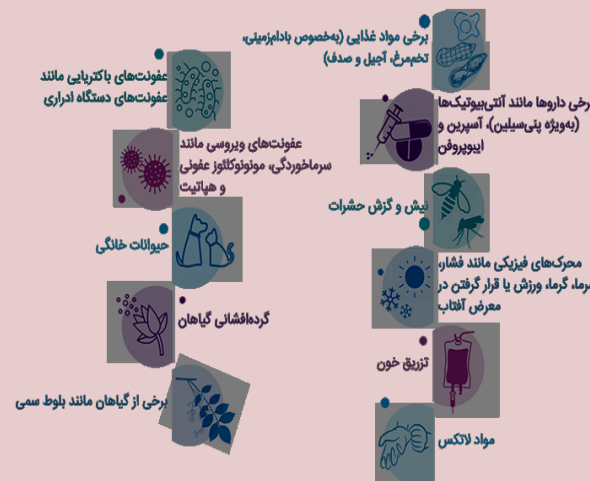 برخی مواد غذایی (به‌خصوص بادام‌زمینی،
تخم‌مرغ، آجیل و صدف)
برخی داروها مانند آنتی‌بیوتیک‌ها
(به‌ویژه پنی‌سیلین)، آسپرین و
ایبوپروفن
نیش و گزش حشرات
محرک‌های فیزیکی مانند فشار،
سرما، گرما، ورزش یا قرار گرفتن در
معرض آفتاب
تزریق خون
مواد لاتکس
عفونت‌های باکتریایی مانند
عفونت‌های دستگاه ادراری
عفونت‌های ویروسی مانند
سرماخوردگی، مونونوکلئوز عفونی
و هپاتیت
حیوانات خانگی
گرده‌افشانی گیاهان
برخی از گیاهان مانند بلوط سمی